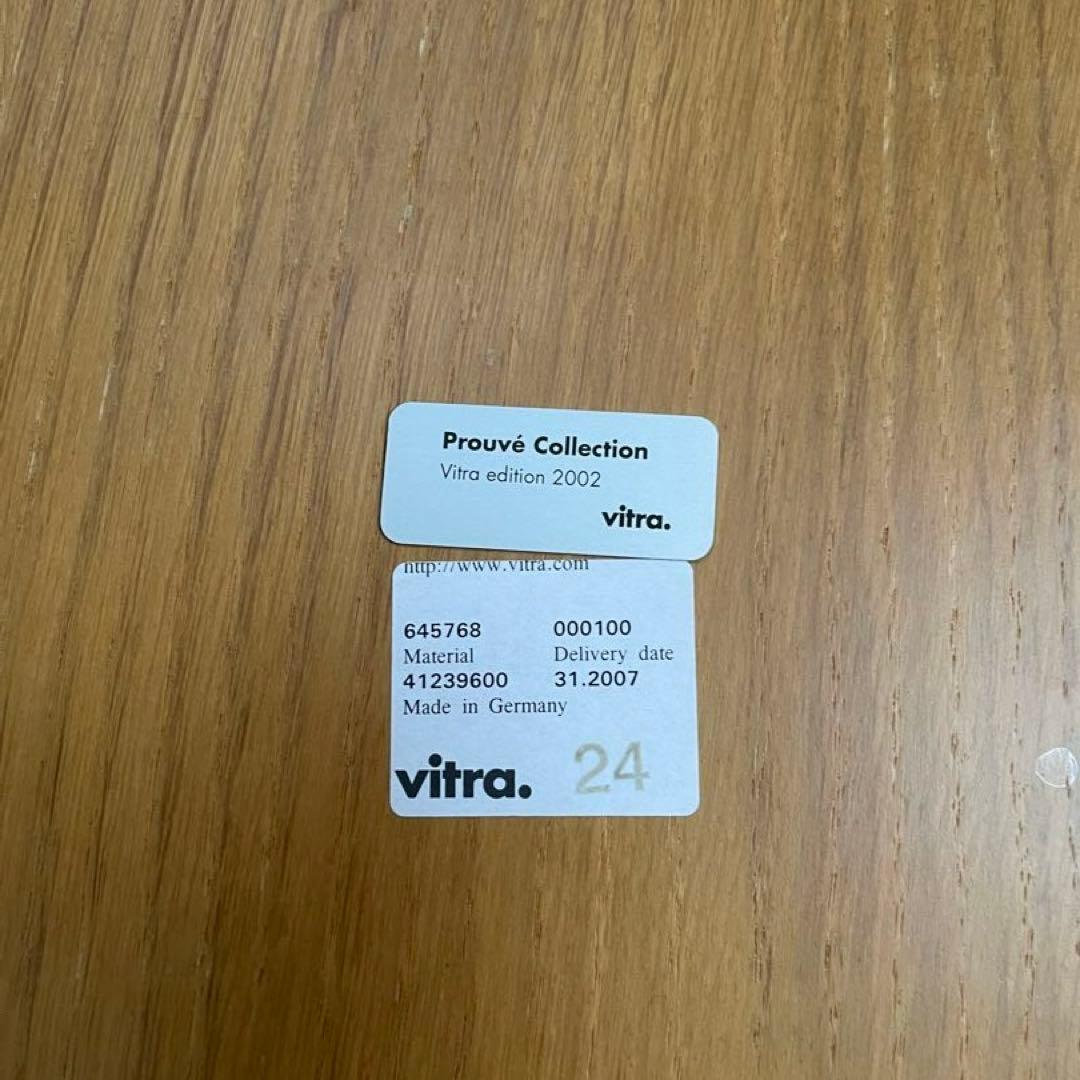 Prouvé Collection
Vitra edition 2002
vitra.
http://www.vitra.com
645768 000100
Material Delivery date
41239600 31.2007
Made in Germany
vitra. 24